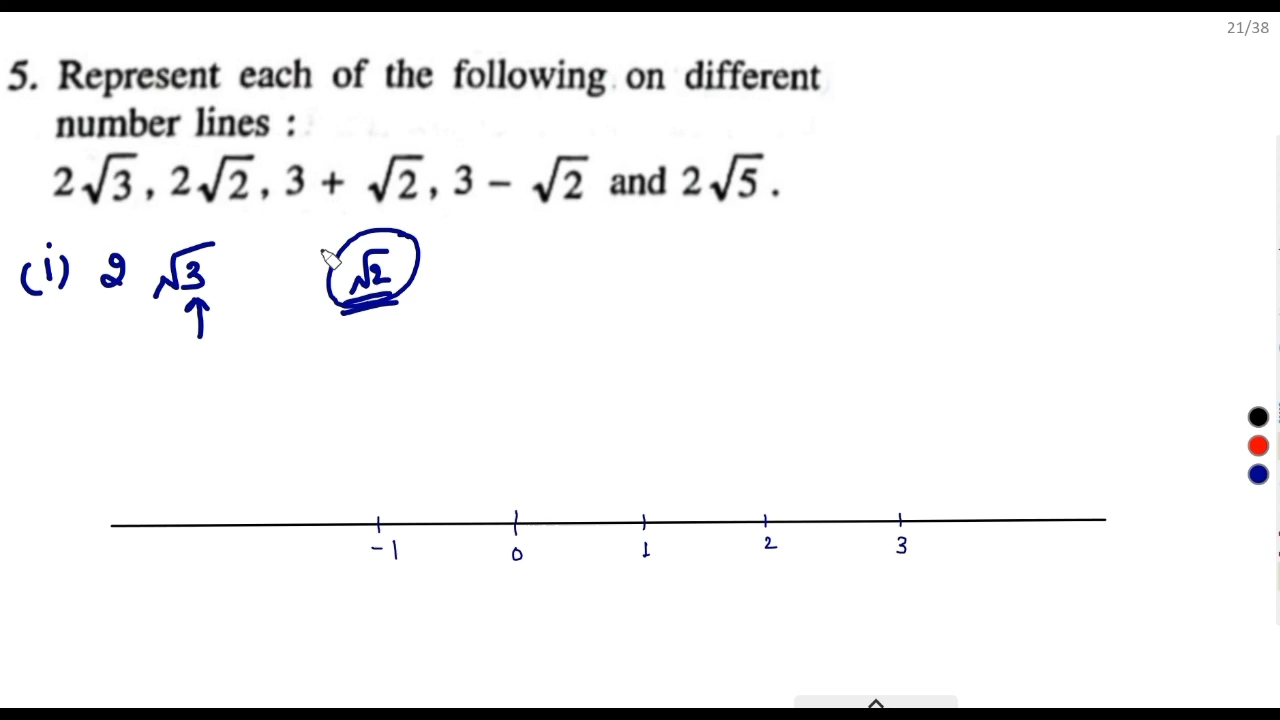 21/38
5. Represent each of the following on different
number lines :
2√3, 2√2, 3 + √2, 3 − √2 and 2√5.
(i) 2 √3 √2
-1 0 1 2 3